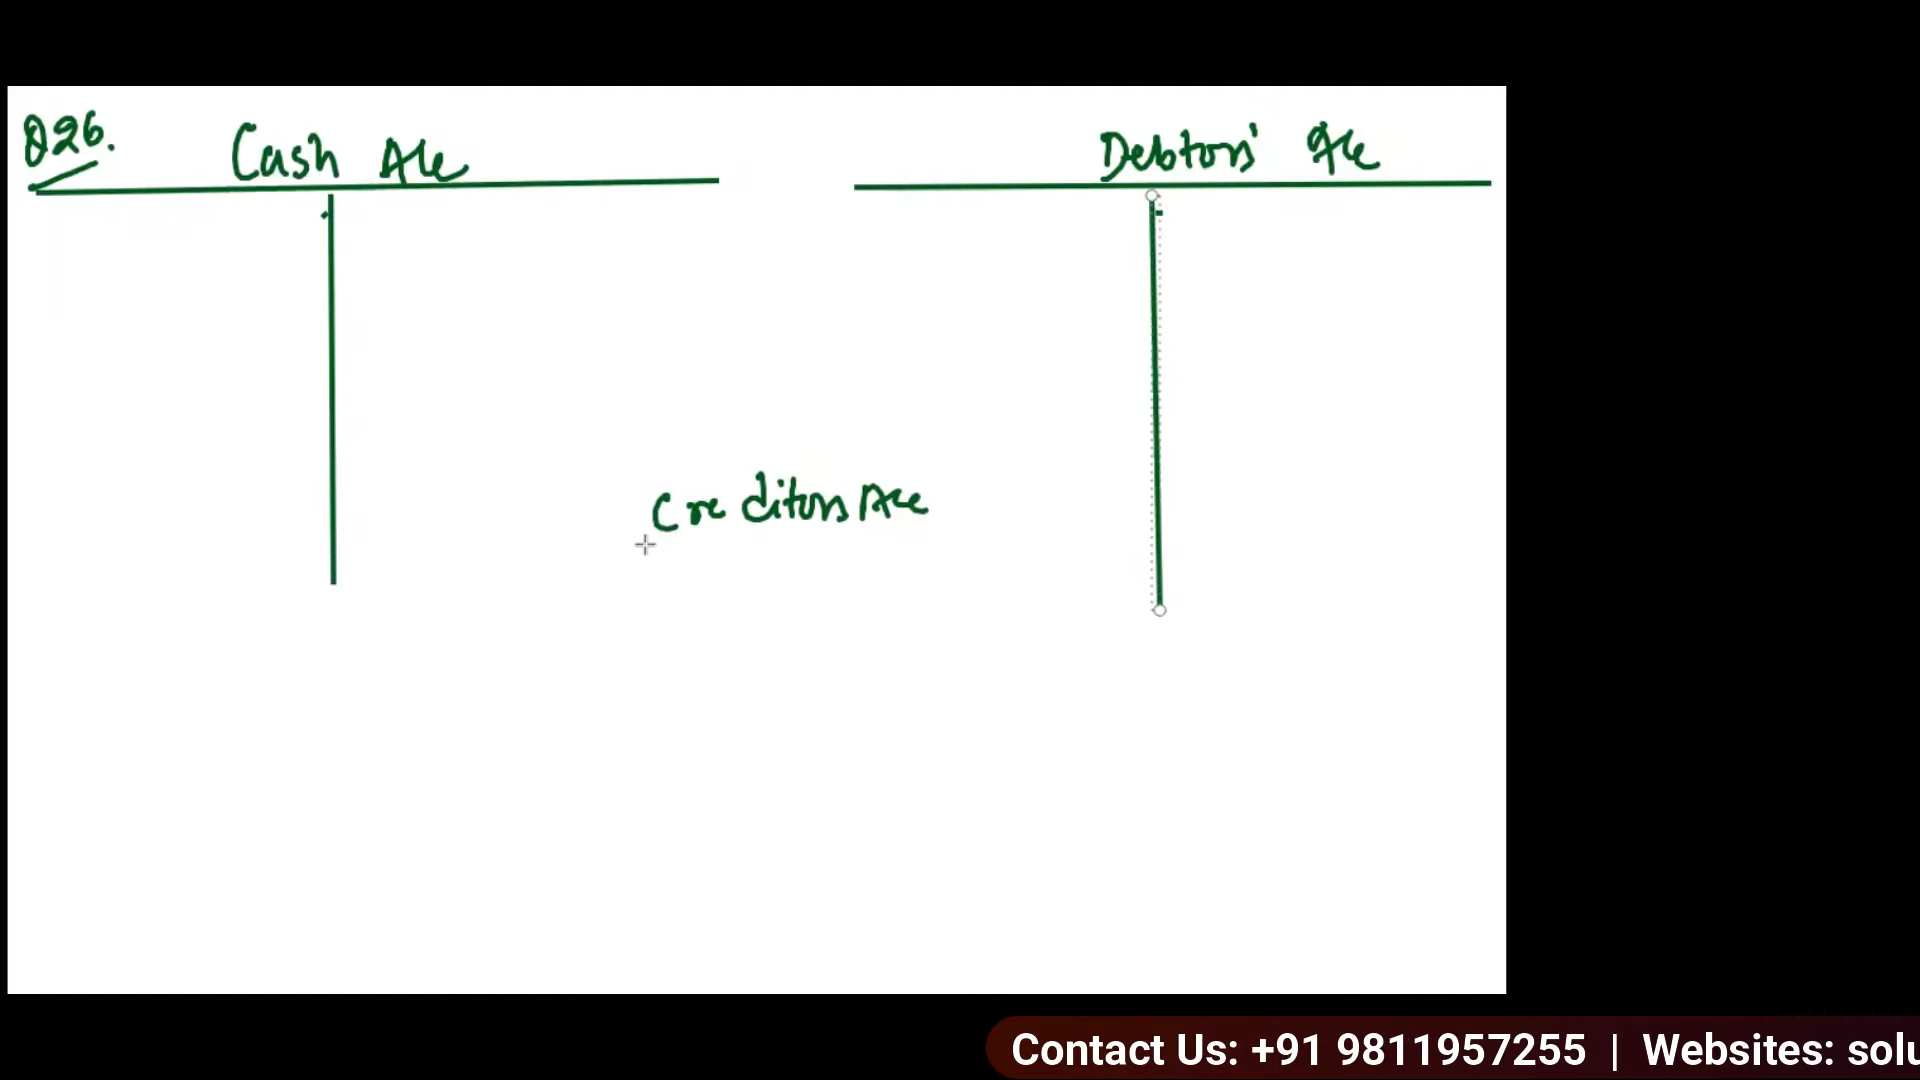 Q26.
Cash A/c
Debtors' A/c
Creditors A/c
Contact Us: +91 9811957255 | Websites: solu